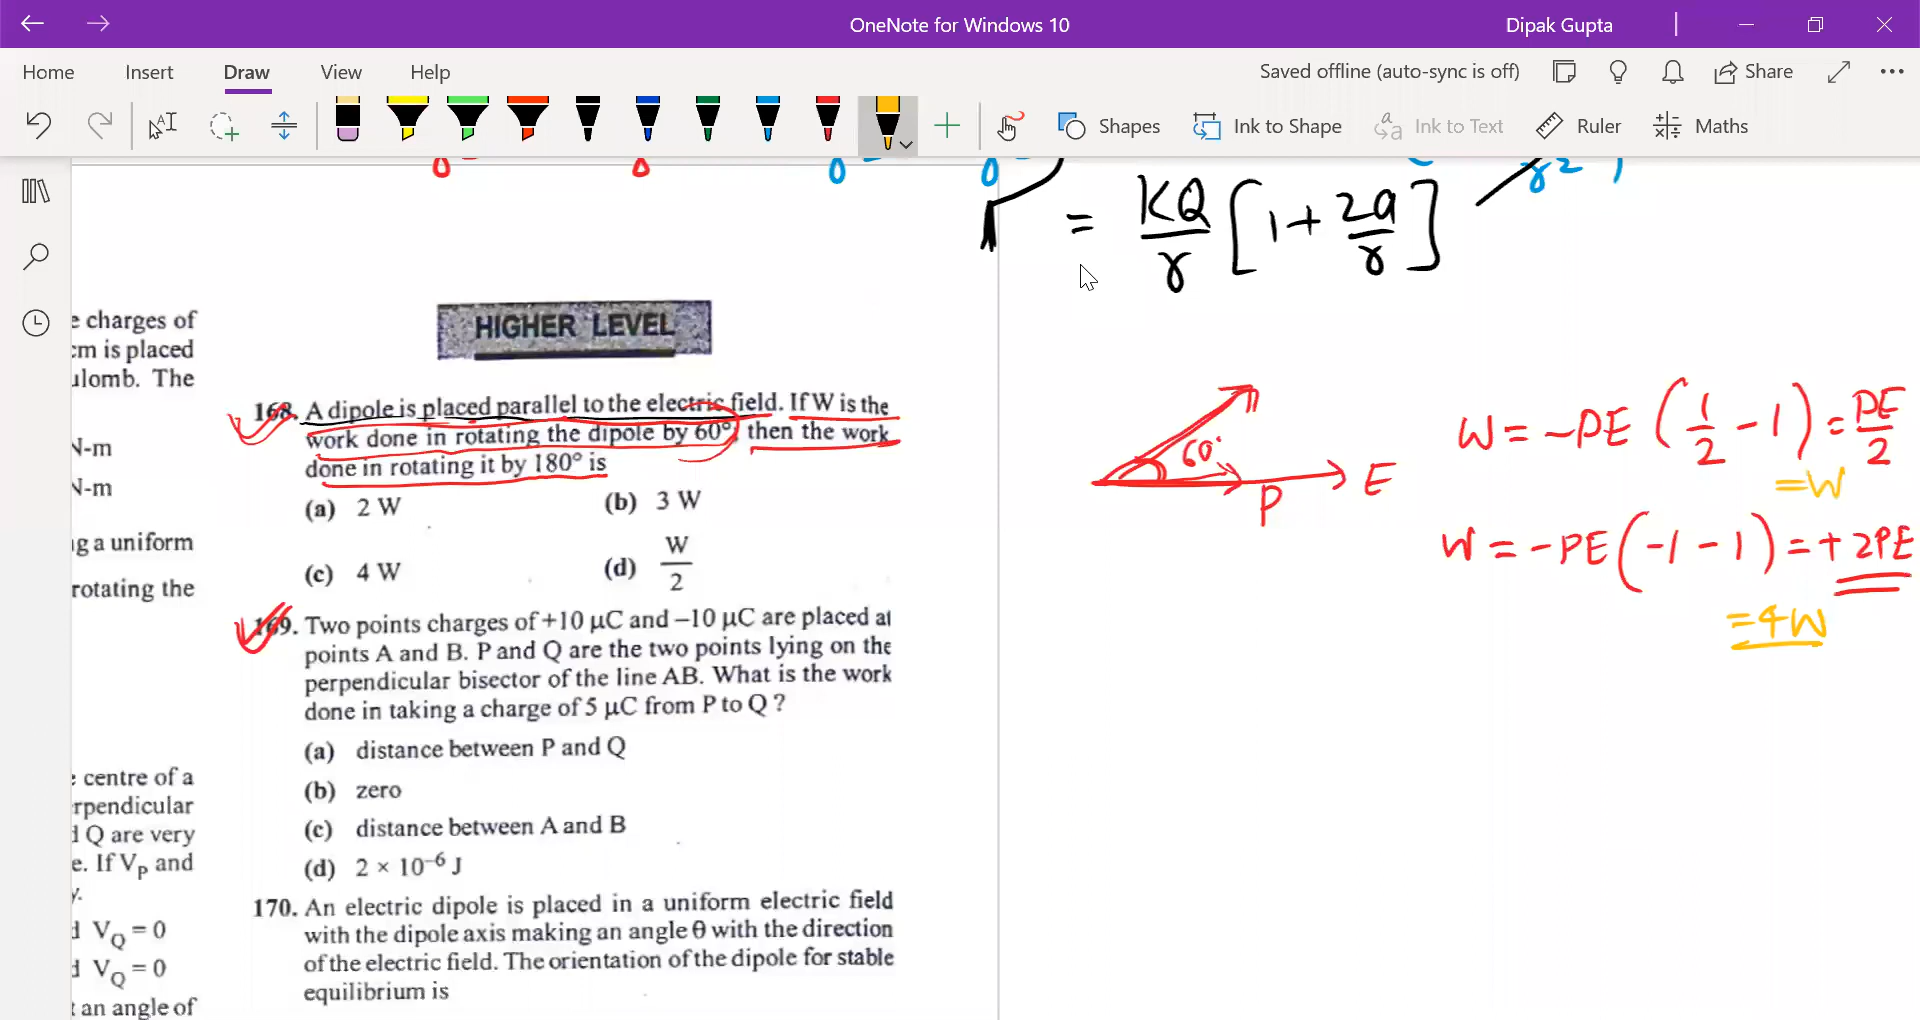 OneNote for Windows 10
Dipak Gupta
Home Insert Draw View Help
Saved offline (auto-sync is off) Share
Shapes Ink to Shape Ink to Text Ruler Maths
= KQ/r [1 + 2a/r]
e charges of
cm is placed
ulomb. The
N-m
N-m
ng a uniform
rotating the
e centre of a
rpendicular
d Q are very
e. If V_P and
y.
d V_Q = 0
d V_Q = 0
t an angle of
HIGHER LEVEL
168. A dipole is placed parallel to the electric field. If W is the
work done in rotating the dipole by 60°, then the work
done in rotating it by 180° is
(a) 2 W (b) 3 W
(c) 4 W (d) W/2
169. Two points charges of +10 μC and –10 μC are placed at
points A and B. P and Q are the two points lying on the
perpendicular bisector of the line AB. What is the work
done in taking a charge of 5 μC from P to Q ?
(a) distance between P and Q
(b) zero
(c) distance between A and B
(d) 2 × 10⁻⁶ J
170. An electric dipole is placed in a uniform electric field
with the dipole axis making an angle θ with the direction
of the electric field. The orientation of the dipole for stable
equilibrium is
60°
P
E
W = -PE (1/2 - 1) = PE/2
= W
W = -PE (-1 - 1) = +2PE
= 4W